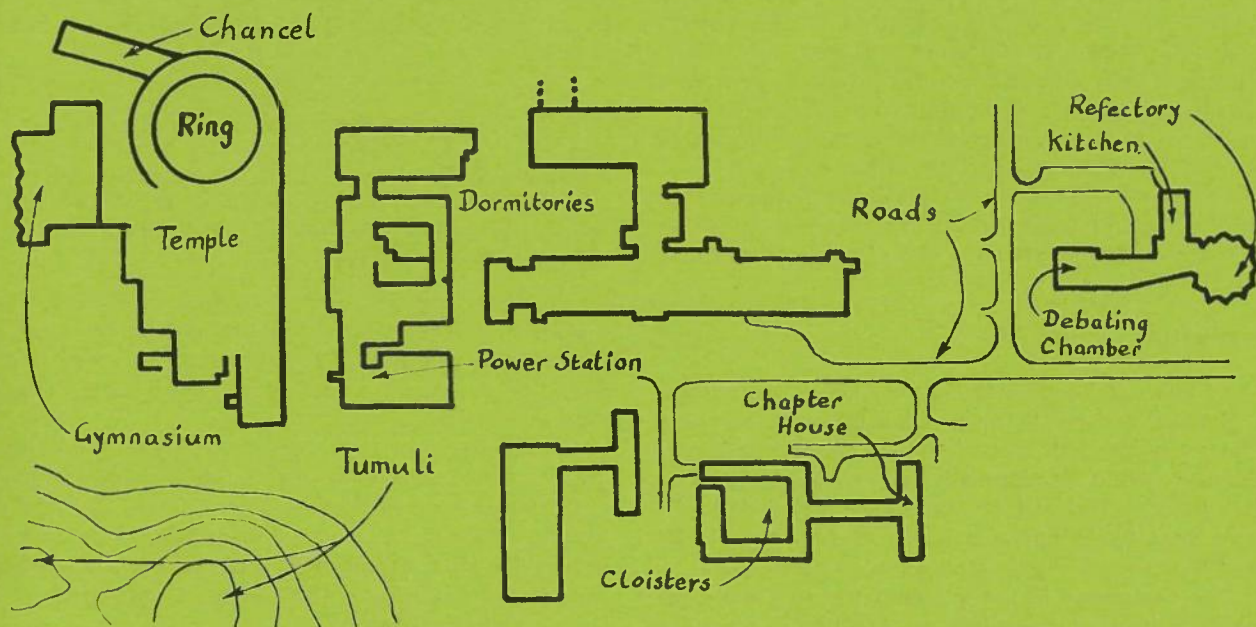 Chancel
Ring
Refectory
Kitchen
Dormitories
Roads
Temple
Debating
Chamber
Power Station
Chapter
House
Gymnasium
Tumuli
Cloisters